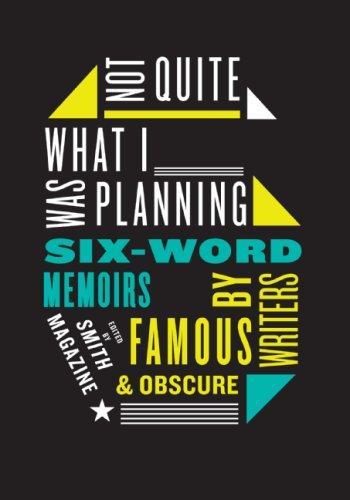 NOT QUITE
WHAT I
WAS PLANNING
SIX-WORD
MEMOIRS
BY
FAMOUS
& OBSCURE
WRITERS
EDITED
BY
SMITH
MAGAZINE